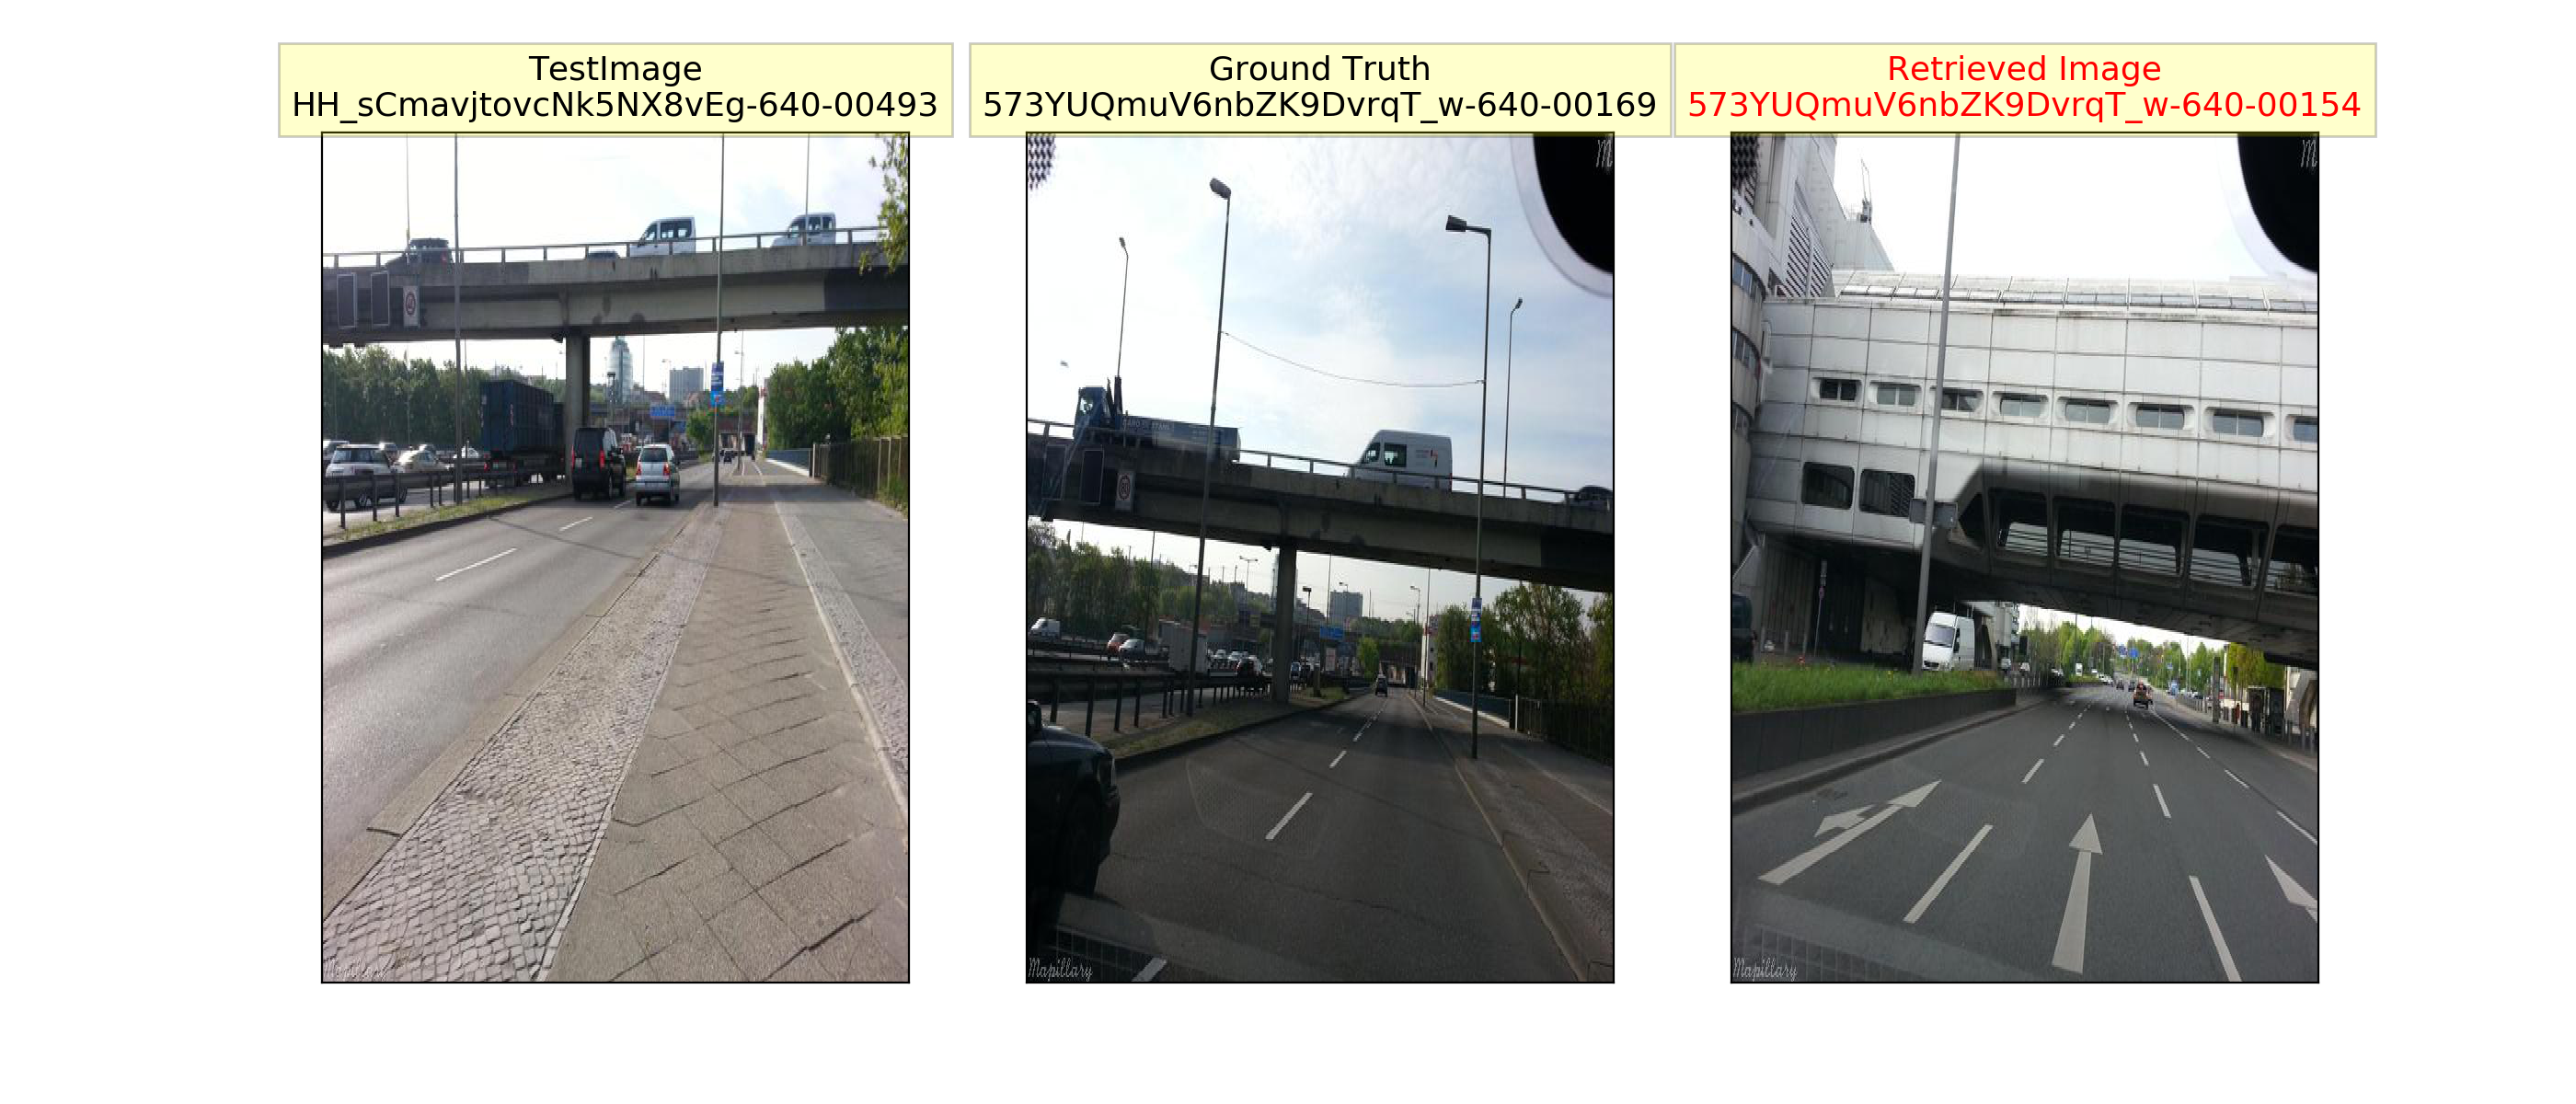 TestImage
HH_sCmavjtovcNk5NX8vEg-640-00493
Ground Truth
573YUQmuV6nbZK9DvrqT_w-640-00169
Retrieved Image
573YUQmuV6nbZK9DvrqT_w-640-00154
M
M
Mapillary
Mapillary
Mapillary